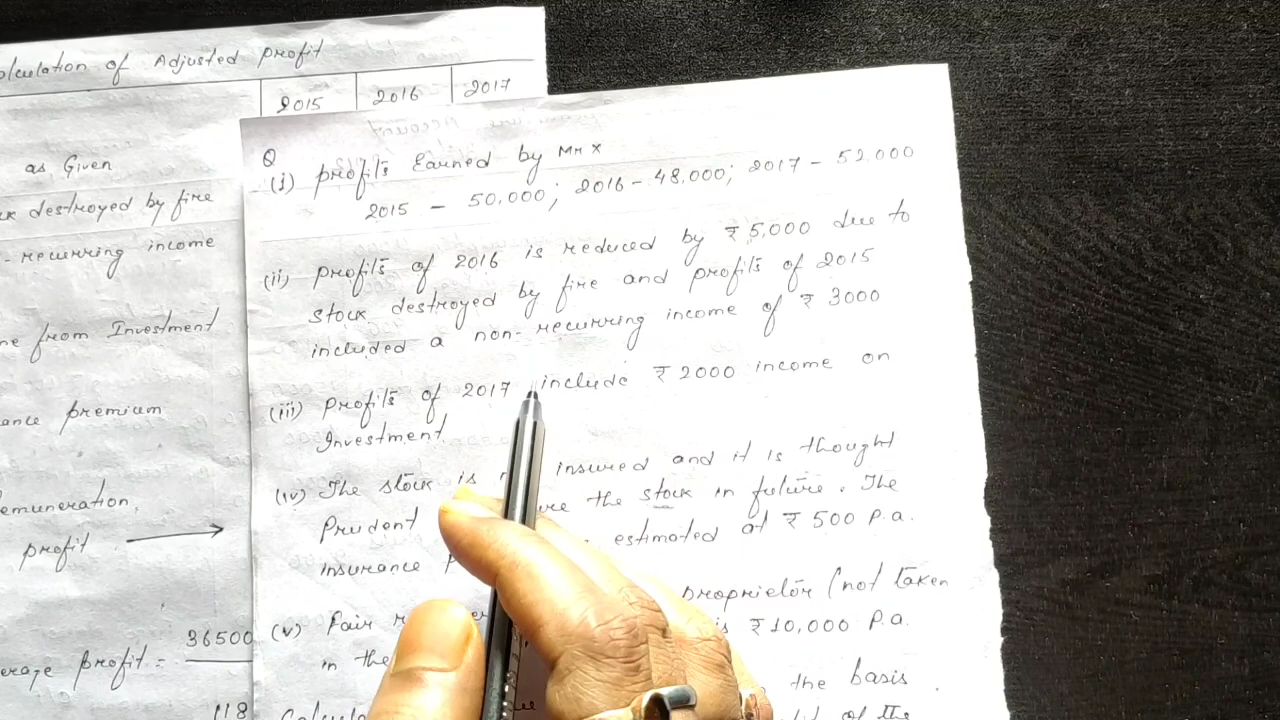 of Adjusted profit
2015 2016 2017
as Given
destroyed by fire
recurring income
from Investment
premium
profit
profit = 36500
118
Q
(i) profits Earned by Mr X
2015 - 50,000; 2016 - 48,000; 2017 - 52,000
(ii) profits of 2016 is reduced by ₹5,000 due to
stock destroyed by fire and profits of 2015
included a non-recurring income of ₹ 3000
(iii) Profits of 2017 include ₹2000 income on
Investment.
(iv) The stock is insured and it is thought
Prudent the stock in future. The
insurance estimated at ₹ 500 P.a.
(v) Fair proprietor (not taken
in the is ₹10,000 P.a.
the basis
of the